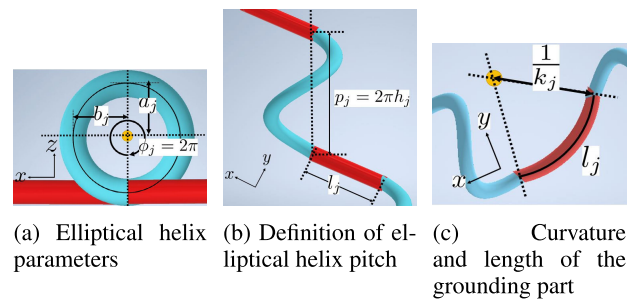 b_j
a_j
z
ϕ_j = 2π
x
p_j = 2πh_j
y
x
l_j
1
k_j
y
x
l_j
(a) Elliptical helix
parameters
(b) Definition of el-
liptical helix pitch
(c) Curvature
and length of the
grounding part